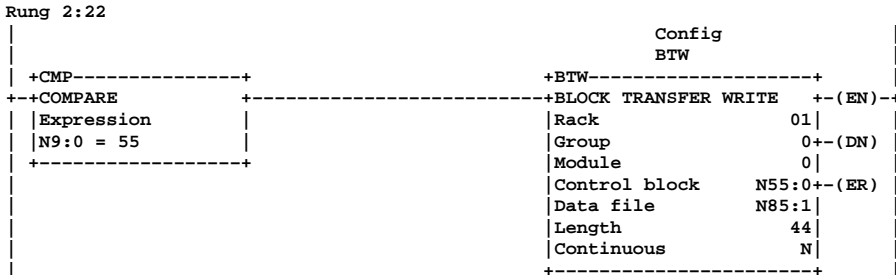 Rung 2:22
|                                                                  Config                   |
|                                                                  BTW                      |
| +CMP---------------+                             +BTW--------------------+       |
+-+COMPARE           +-----------------------------+BLOCK TRANSFER WRITE   +-(EN)-+
| |Expression        |                             |Rack                 01|       |
| |N9:0 = 55         |                             |Group                 0+-(DN)  |
| +------------------+                             |Module                0|       |
|                                                  |Control block     N55:0+-(ER)  |
|                                                  |Data file         N85:1|       |
|                                                  |Length               44|       |
|                                                  |Continuous            N|       |
|                                                  +-----------------------+       |